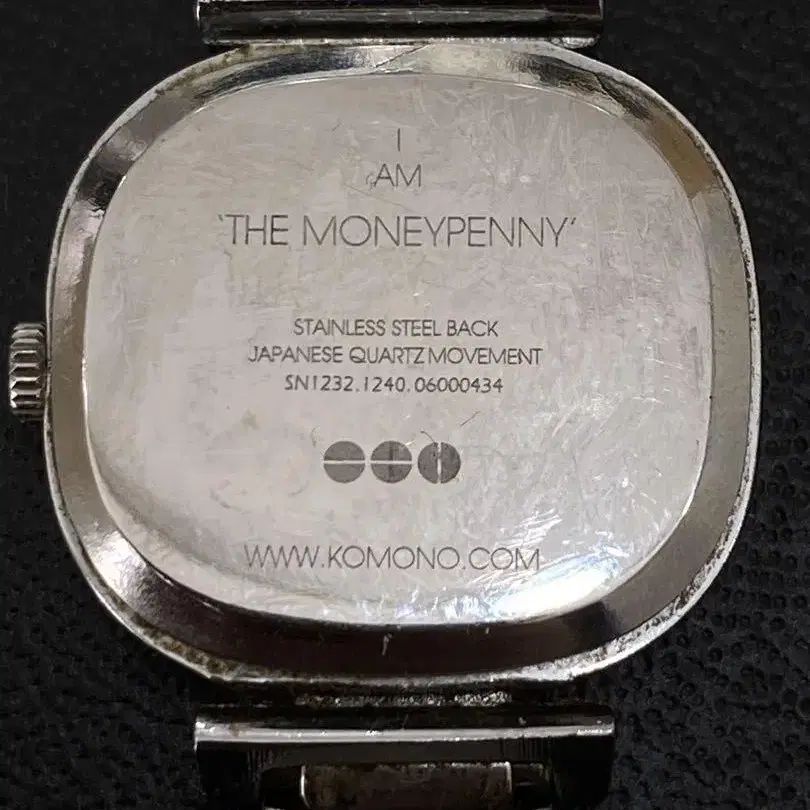 I
AM
'THE MONEYPENNY'
STAINLESS STEEL BACK
JAPANESE QUARTZ MOVEMENT
SN1232.1240.06000434
WWW.KOMONO.COM